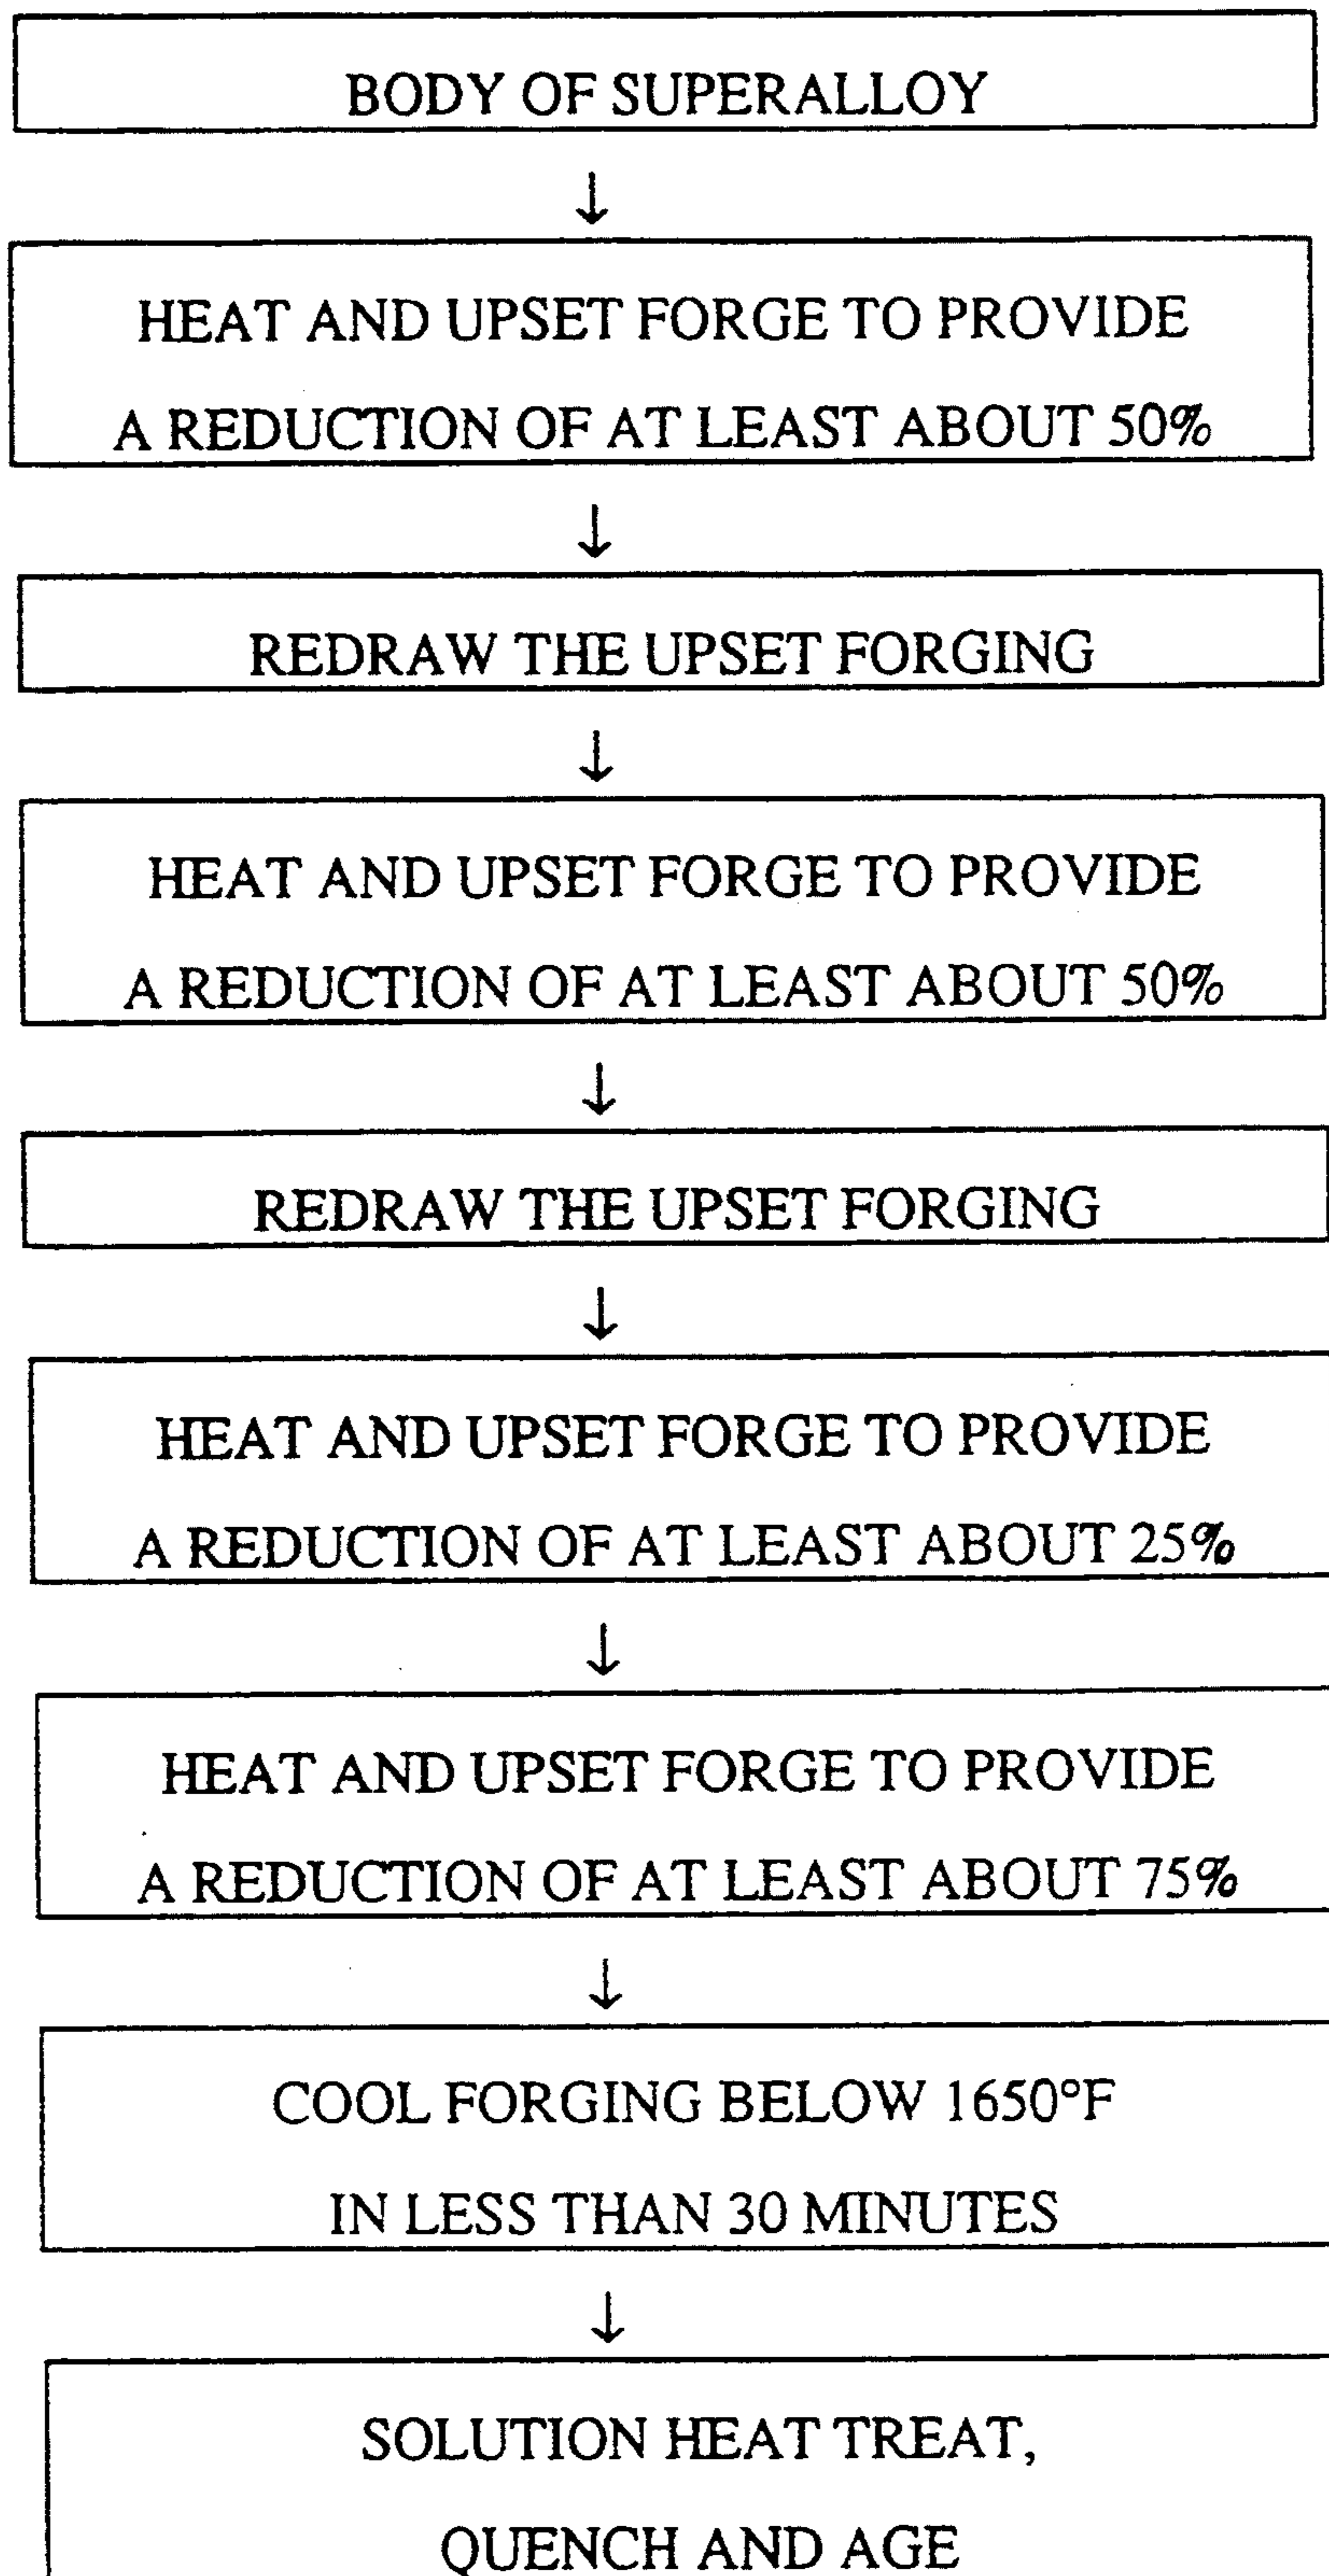 BODY OF SUPERALLOY
↓
HEAT AND UPSET FORGE TO PROVIDE
A REDUCTION OF AT LEAST ABOUT 50%
↓
REDRAW THE UPSET FORGING
↓
HEAT AND UPSET FORGE TO PROVIDE
A REDUCTION OF AT LEAST ABOUT 50%
↓
REDRAW THE UPSET FORGING
↓
HEAT AND UPSET FORGE TO PROVIDE
A REDUCTION OF AT LEAST ABOUT 25%
↓
HEAT AND UPSET FORGE TO PROVIDE
A REDUCTION OF AT LEAST ABOUT 75%
↓
COOL FORGING BELOW 1650°F
IN LESS THAN 30 MINUTES
↓
SOLUTION HEAT TREAT,
QUENCH AND AGE